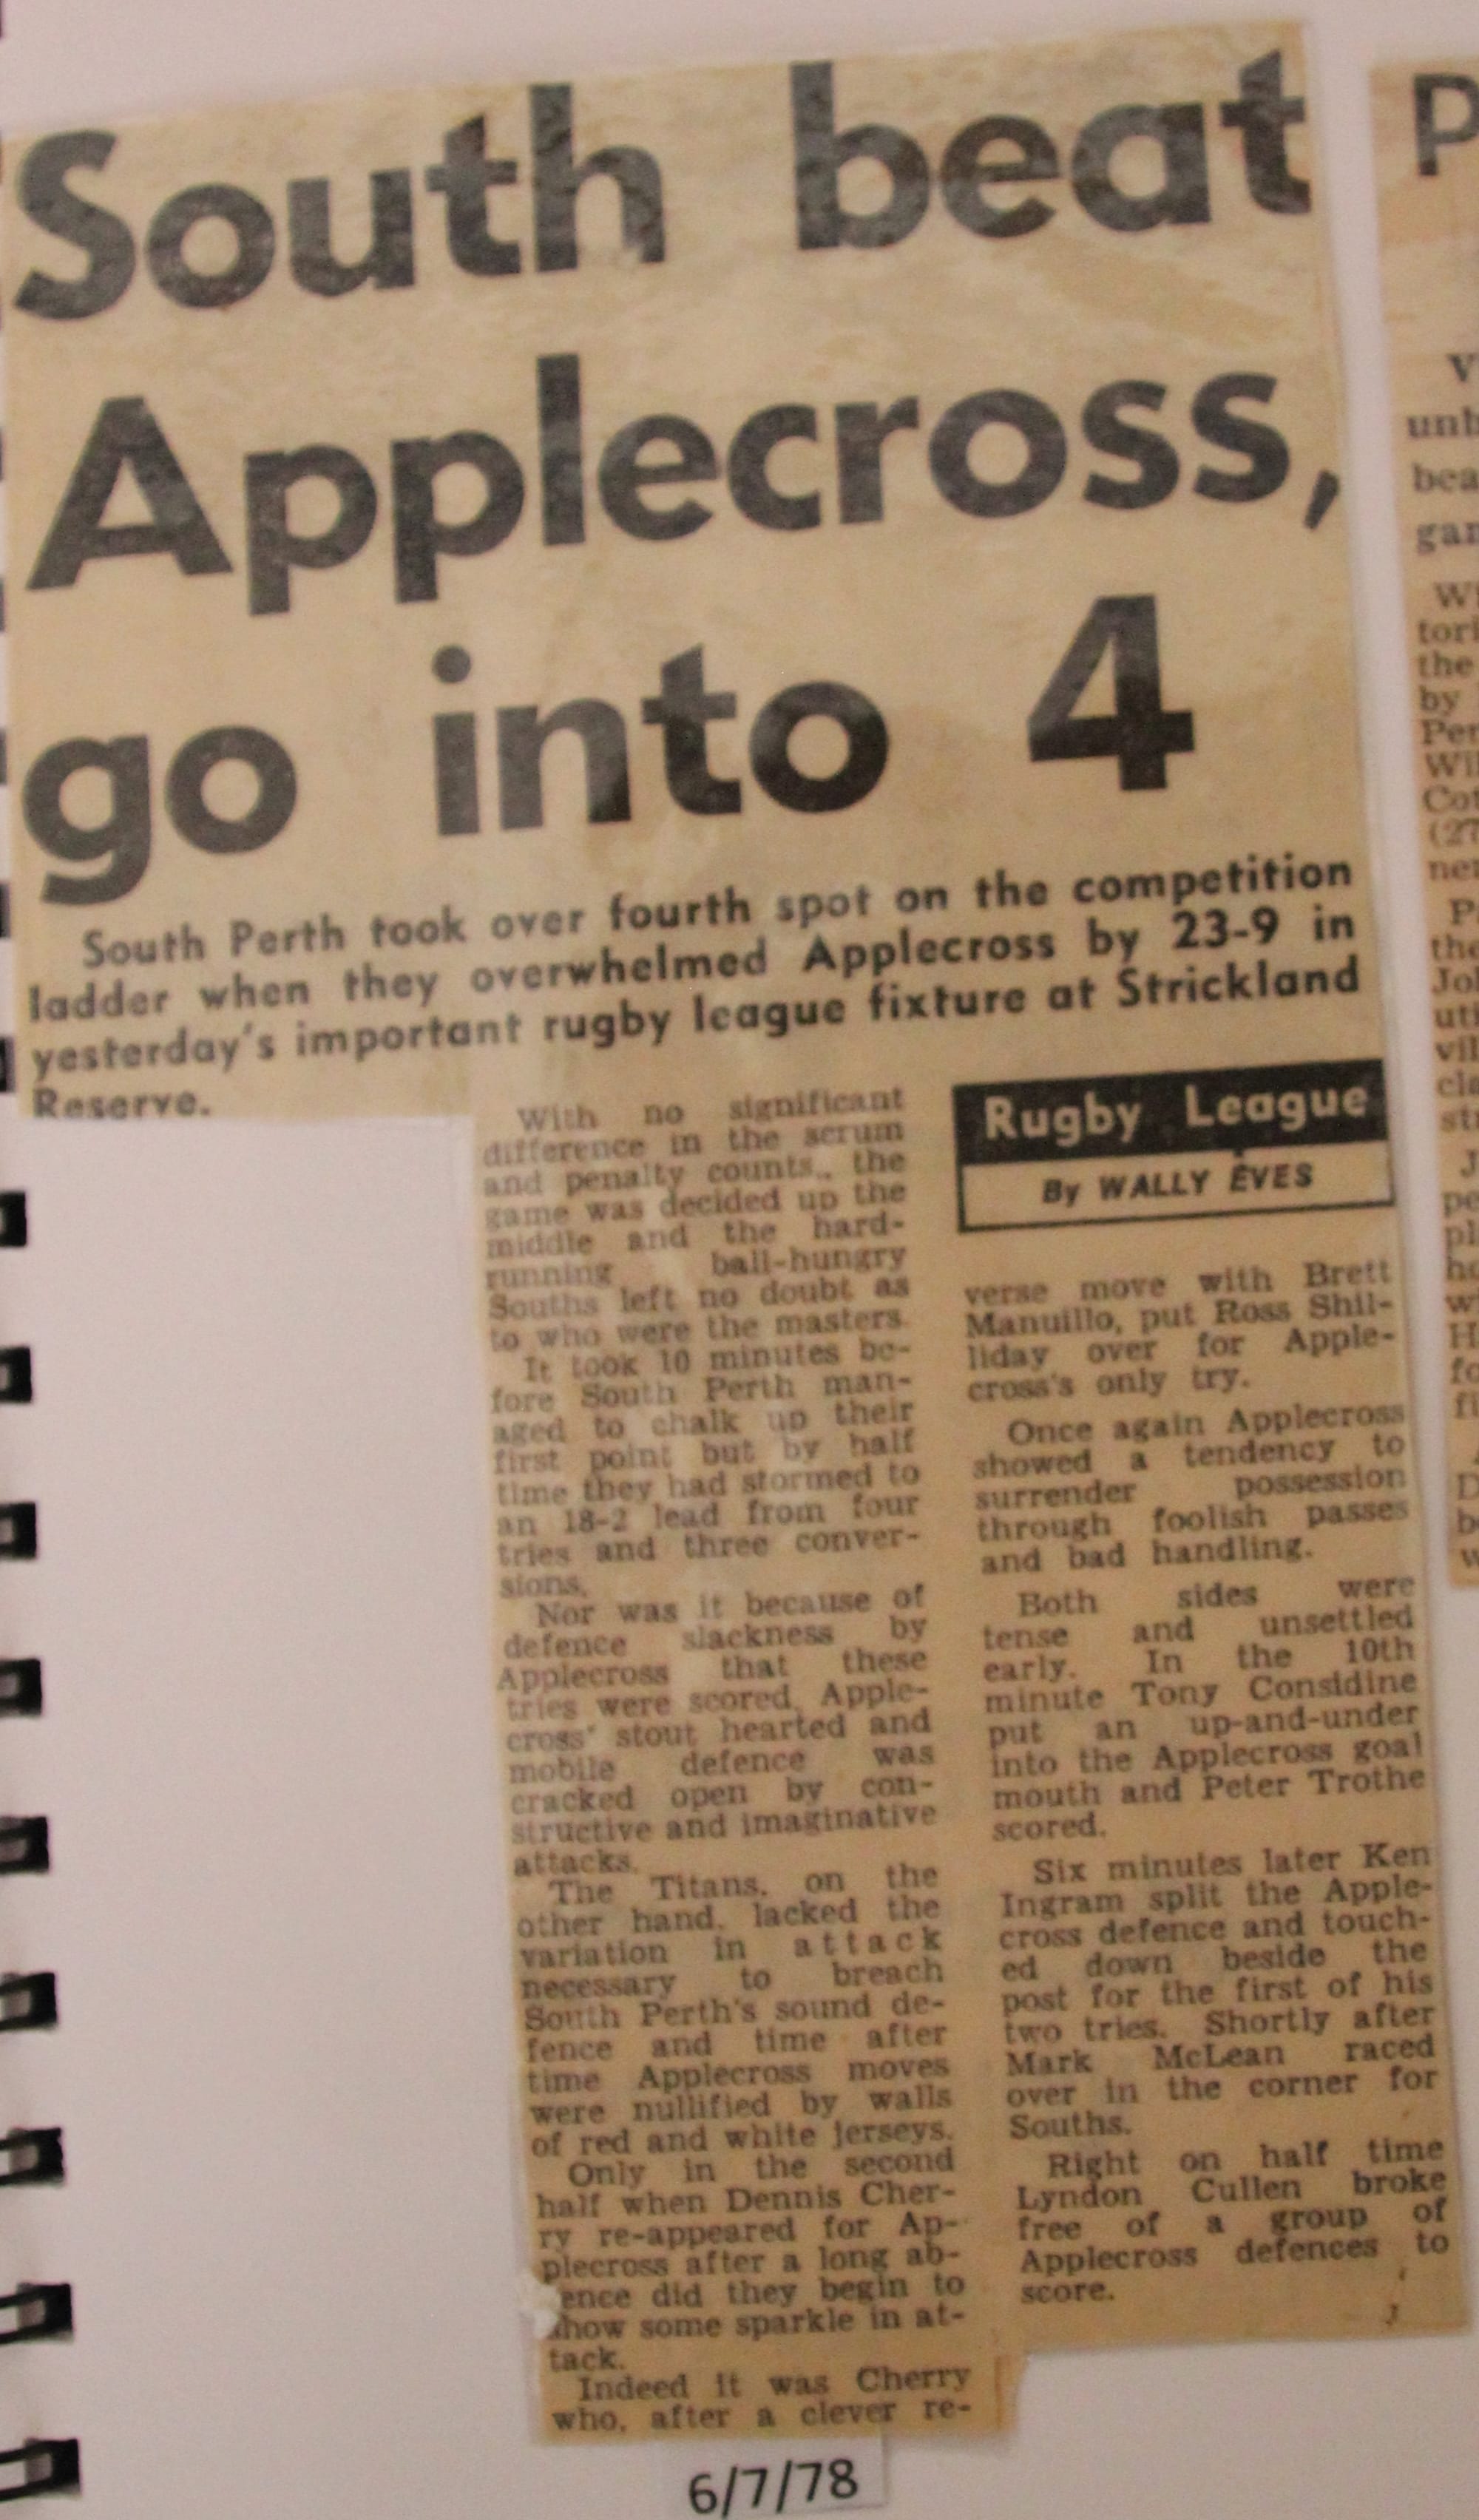 South beat
Applecross,
go into 4
South Perth took over fourth spot on the competition
ladder when they overwhelmed Applecross by 23-9 in
yesterday's important rugby league fixture at Strickland
Reserve.
With no significant
difference in the scrum
and penalty counts., the
game was decided up the
middle and the hard-
running ball-hungry
Souths left no doubt as
to who were the masters.
It took 10 minutes be-
fore South Perth man-
aged to chalk up their
first point but by half
time they had stormed to
an 18-2 lead from four
tries and three conver-
sions.
Nor was it because of
defence slackness by
Applecross that these
tries were scored. Apple-
cross' stout hearted and
mobile defence was
cracked open by con-
structive and imaginative
attacks.
The Titans, on the
other hand, lacked the
variation in attack
necessary to breach
South Perth's sound de-
fence and time after
time Applecross moves
were nullified by walls
of red and white jerseys.
Only in the second
half when Dennis Cher-
ry re-appeared for Ap-
plecross after a long ab-
ence did they begin to
show some sparkle in at-
tack.
Indeed it was Cherry
who, after a clever re-
Rugby League
By WALLY EVES
verse move with Brett
Manuillo, put Ross Shil-
liday over for Apple-
cross's only try.
Once again Applecross
showed a tendency to
surrender possession
through foolish passes
and bad handling.
Both sides were
tense and unsettled
early. In the 10th
minute Tony Considine
put an up-and-under
into the Applecross goal
mouth and Peter Trothe
scored.
Six minutes later Ken
Ingram split the Apple-
cross defence and touch-
ed down beside the
post for the first of his
two tries. Shortly after
Mark McLean raced
over in the corner for
Souths.
Right on half time
Lyndon Cullen broke
free of a group of
Applecross defences to
score.
6/7/78